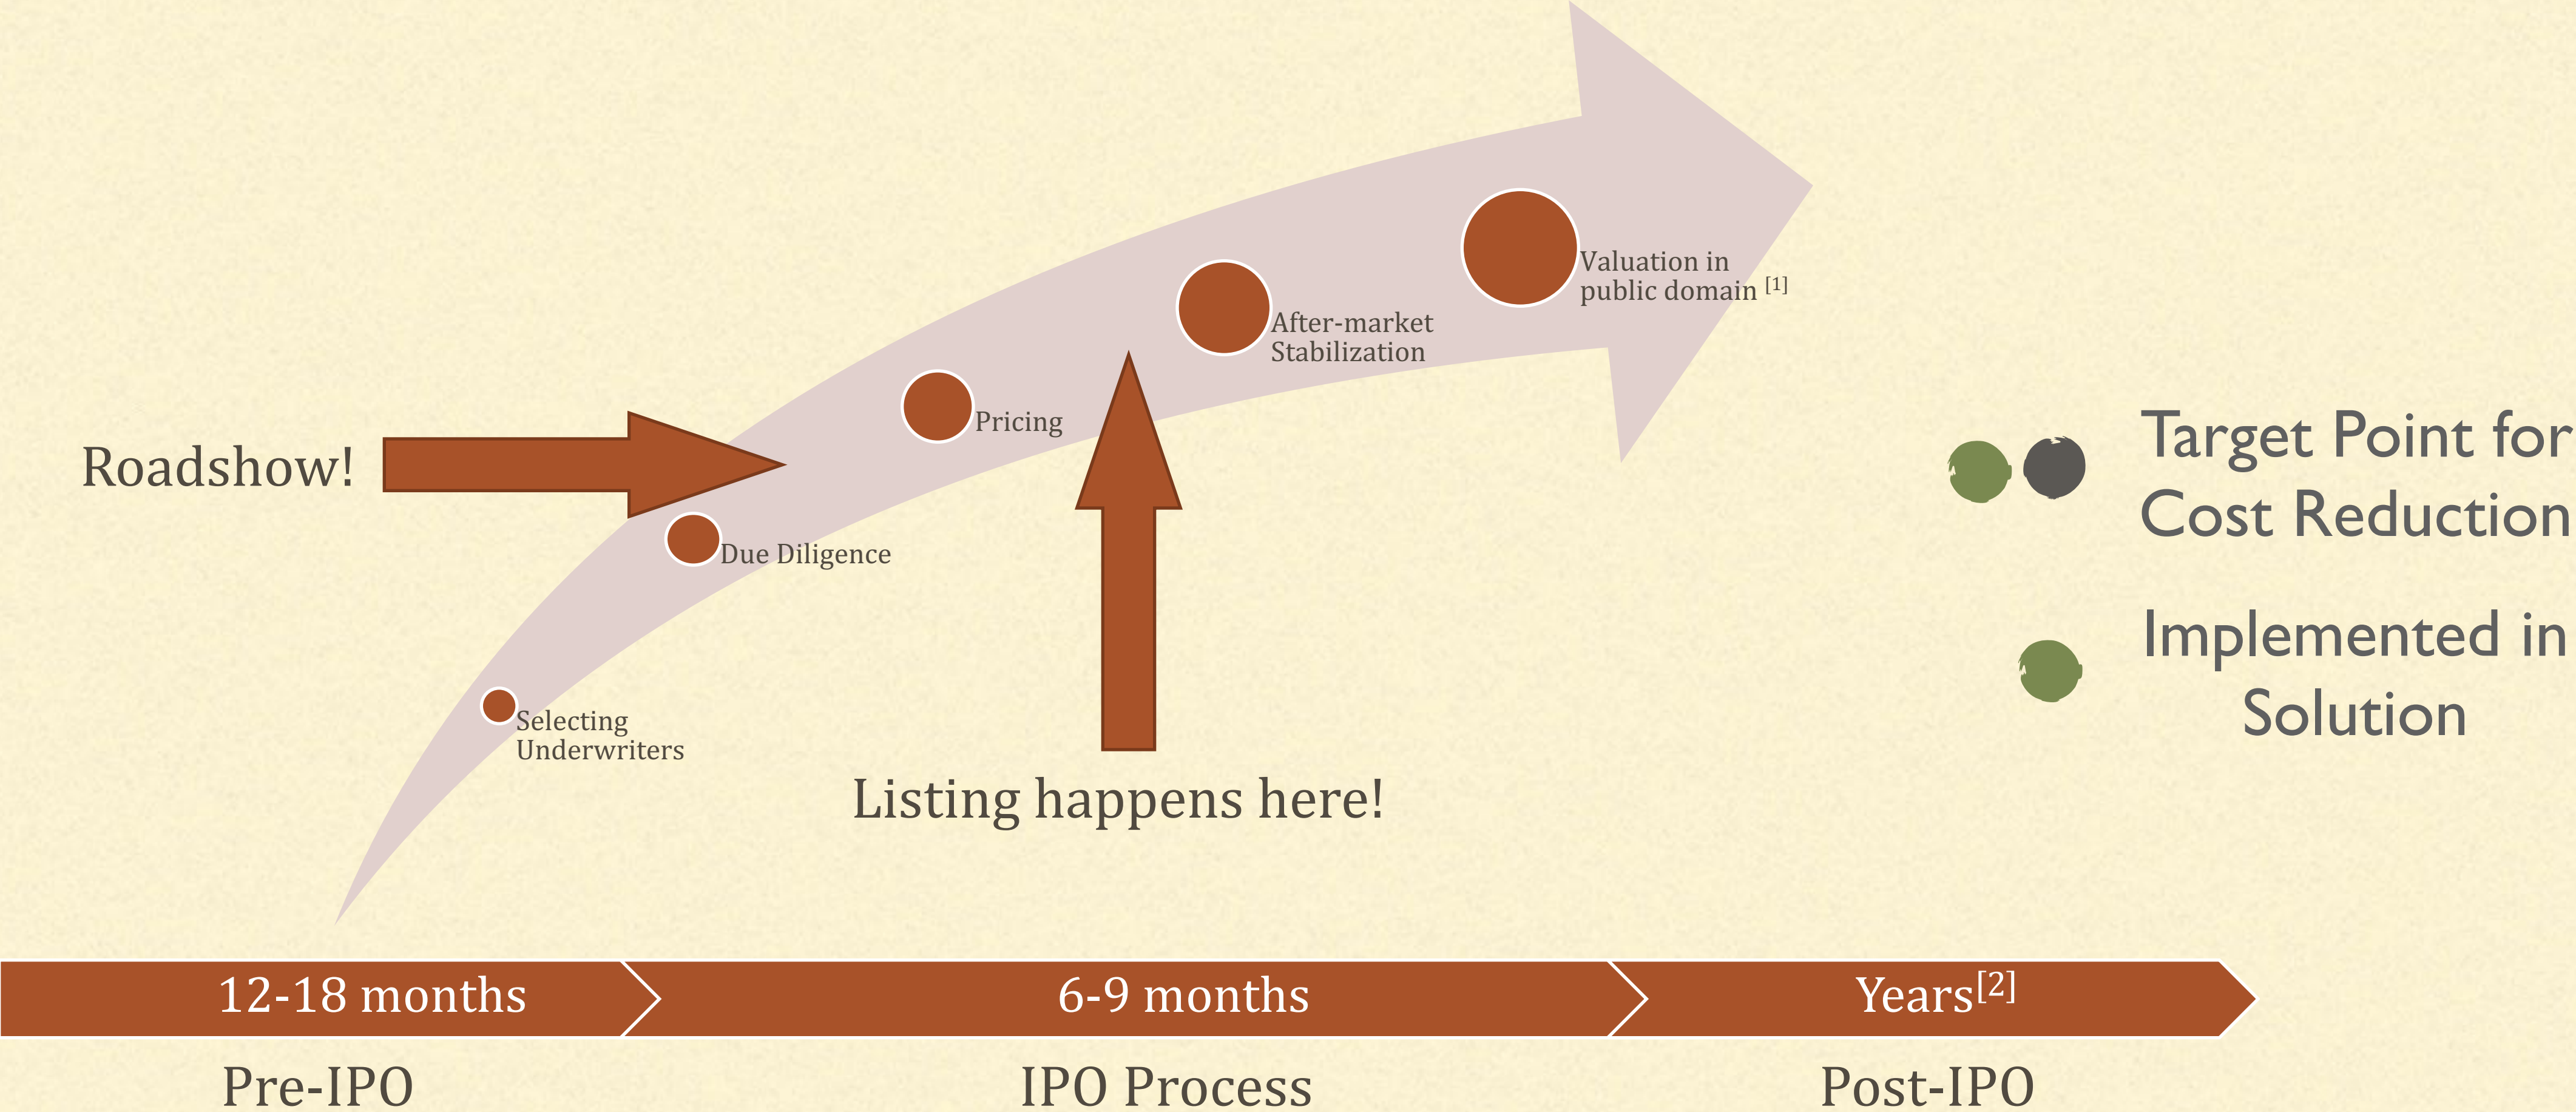 Valuation in
public domain [1]
After-market
Stabilization
Pricing
Roadshow!
Due Diligence
Selecting
Underwriters
Listing happens here!
Target Point for
Cost Reduction
Implemented in
Solution
12-18 months
6-9 months
Years[2]
Pre-IPO
IPO Process
Post-IPO